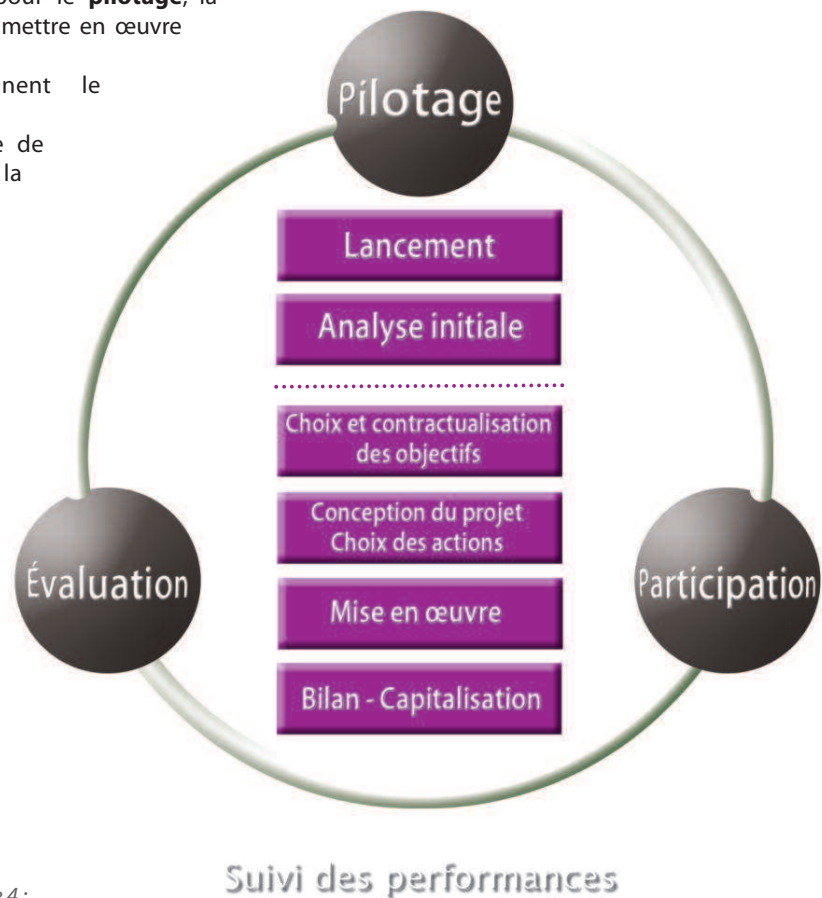 pour le pilotage, la
mettre en œuvre
nent le
e de
la
Pilotage
Lancement
Analyse initiale
Choix et contractualisation
des objectifs
Conception du projet
Choix des actions
Évaluation
Participation
Mise en œuvre
Bilan - Capitalisation
Suivi des performances
e 4 :